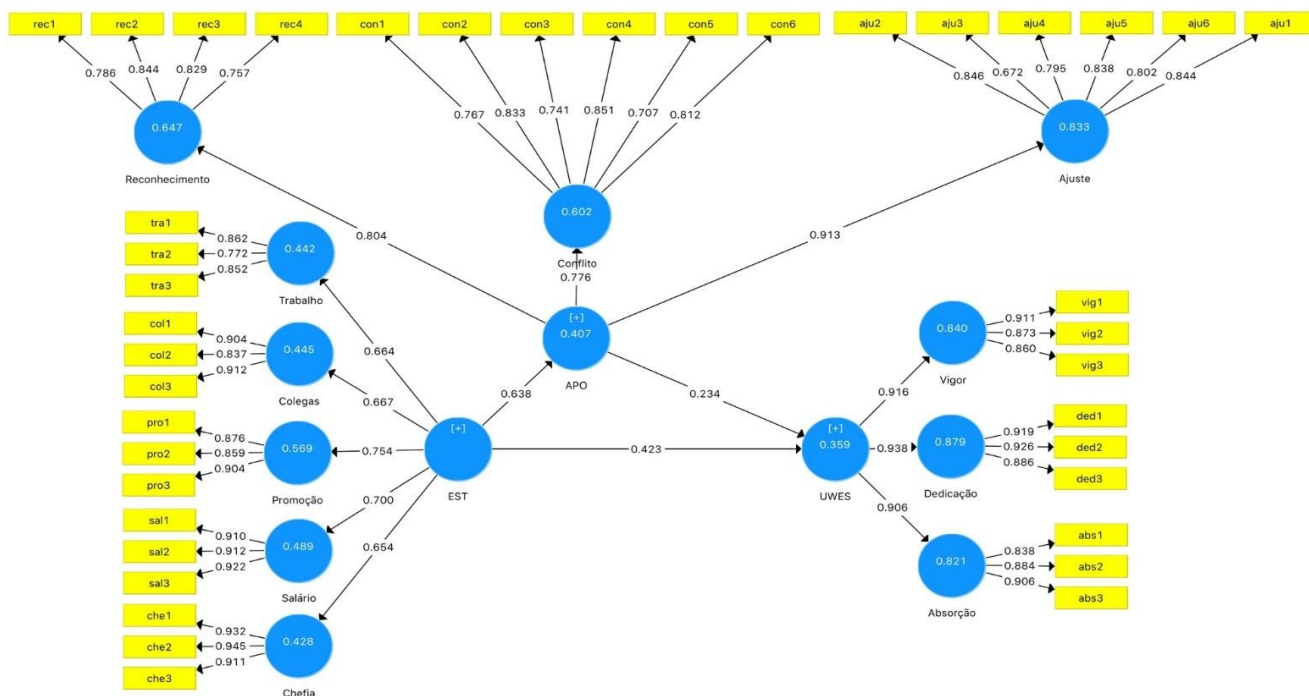 rec1 rec2 rec3 rec4 con1 con2 con3 con4 con5 con6 aju2 aju3 aju4 aju5 aju6 aju1
0.786 0.844 0.829 0.757
0.767 0.833 0.741 0.851 0.707 0.812
0.846 0.672 0.795 0.838 0.802 0.844
0.647
Reconhecimento
0.602
Conflito
0.833
Ajuste
0.804
0.776
0.913
tra1 0.862
tra2 0.772
tra3 0.852
0.442
Trabalho
col1 0.904
col2 0.837
col3 0.912
0.445
Colegas
pro1 0.876
pro2 0.859
pro3 0.904
0.569
Promoção
sal1 0.910
sal2 0.912
sal3 0.922
0.489
Salário
che1 0.932
che2 0.945
che3 0.911
0.428
Chefia
0.664
0.667
0.754
0.700
0.654
[+]
EST
0.638
[+]
0.407
APO
0.234
0.423
[+]
0.359
UWES
0.916
0.938
0.906
0.840
Vigor
0.911 vig1
0.873 vig2
0.860 vig3
0.879
Dedicação
0.919 ded1
0.926 ded2
0.886 ded3
0.821
Absorção
0.838 abs1
0.884 abs2
0.906 abs3